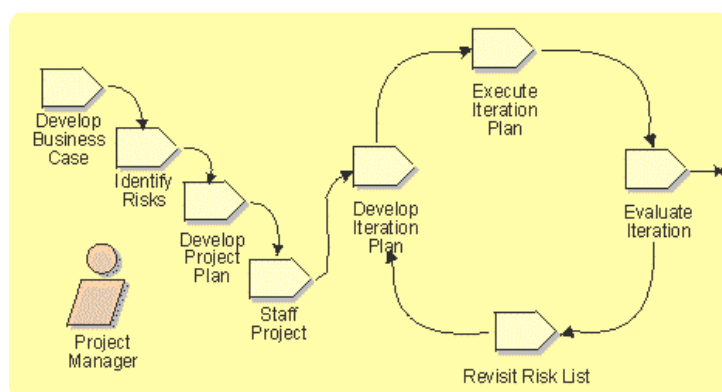 Develop
Business
Case
Identify
Risks
Develop
Project
Plan
Staff
Project
Develop
Iteration Plan
Execute
Iteration
Plan
Evaluate
Iteration
Revisit Risk List
Project
Manager